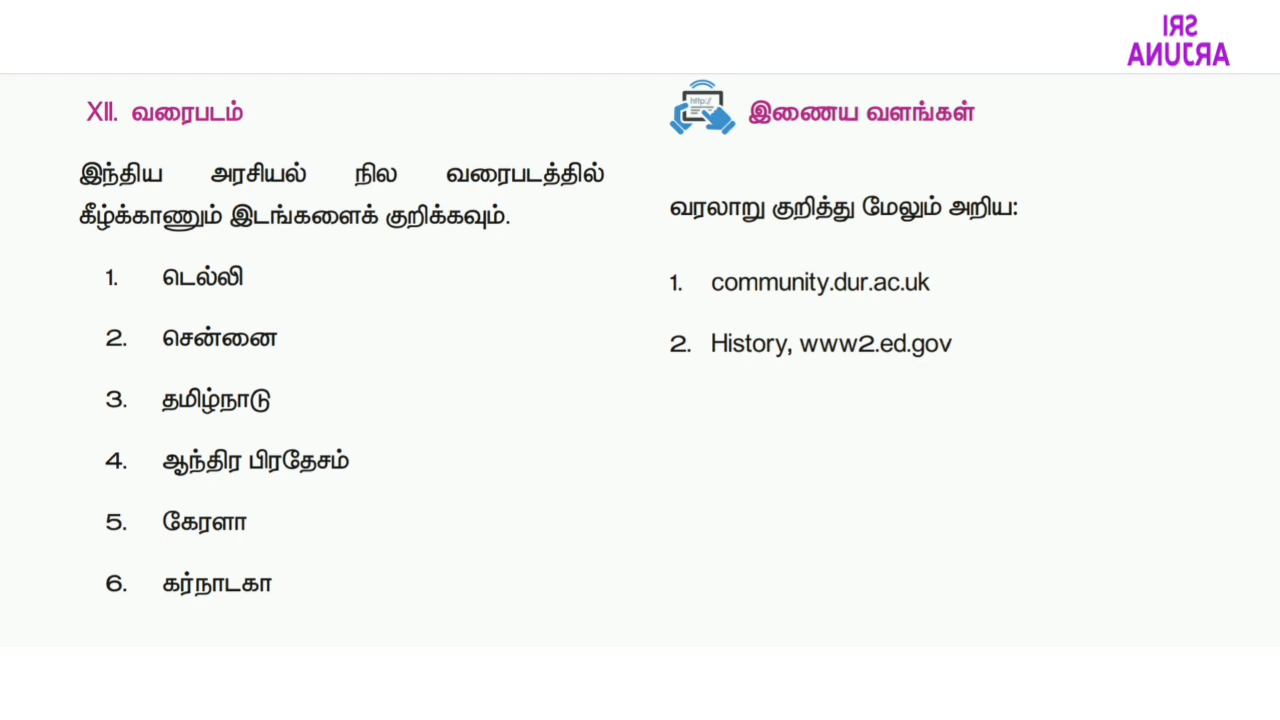 SRI
ARJUNA
XII. வரைபடம்
இந்திய அரசியல் நில வரைபடத்தில்
கீழ்க்காணும் இடங்களைக் குறிக்கவும்.
1. டெல்லி
2. சென்னை
3. தமிழ்நாடு
4. ஆந்திர பிரதேசம்
5. கேரளா
6. கர்நாடகா
http://
இணைய வளங்கள்
வரலாறு குறித்து மேலும் அறிய:
1. community.dur.ac.uk
2. History, www2.ed.gov